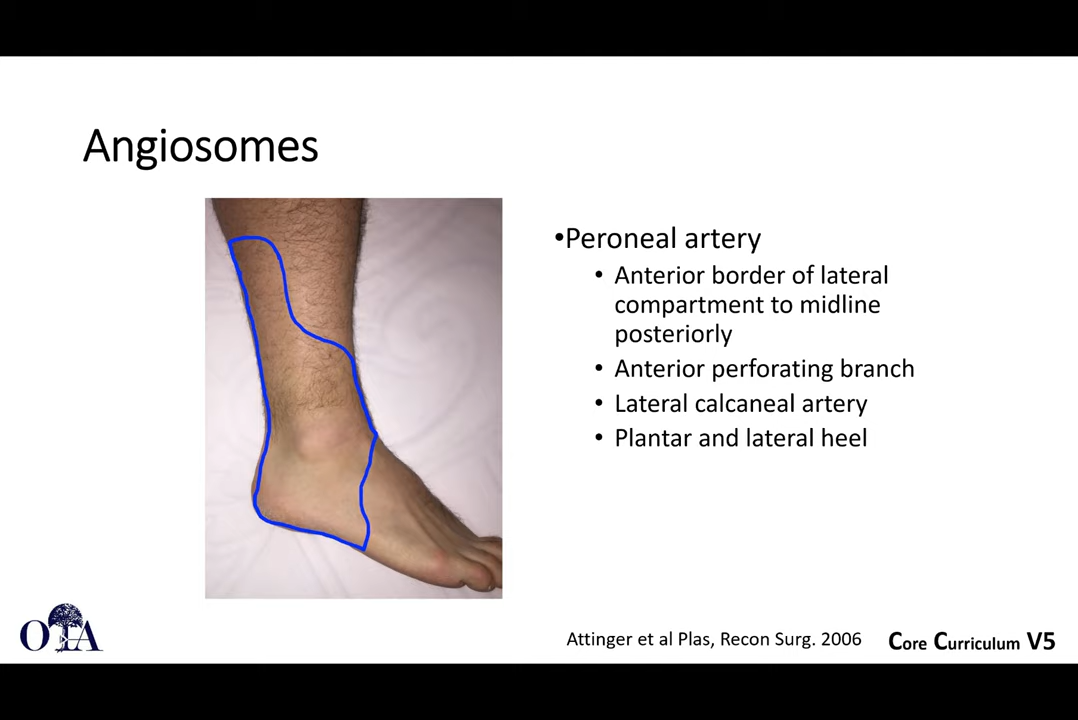 Angiosomes
•Peroneal artery
• Anterior border of lateral
compartment to midline
posteriorly
• Anterior perforating branch
• Lateral calcaneal artery
• Plantar and lateral heel
OTA
Attinger et al Plas, Recon Surg. 2006
Core Curriculum V5